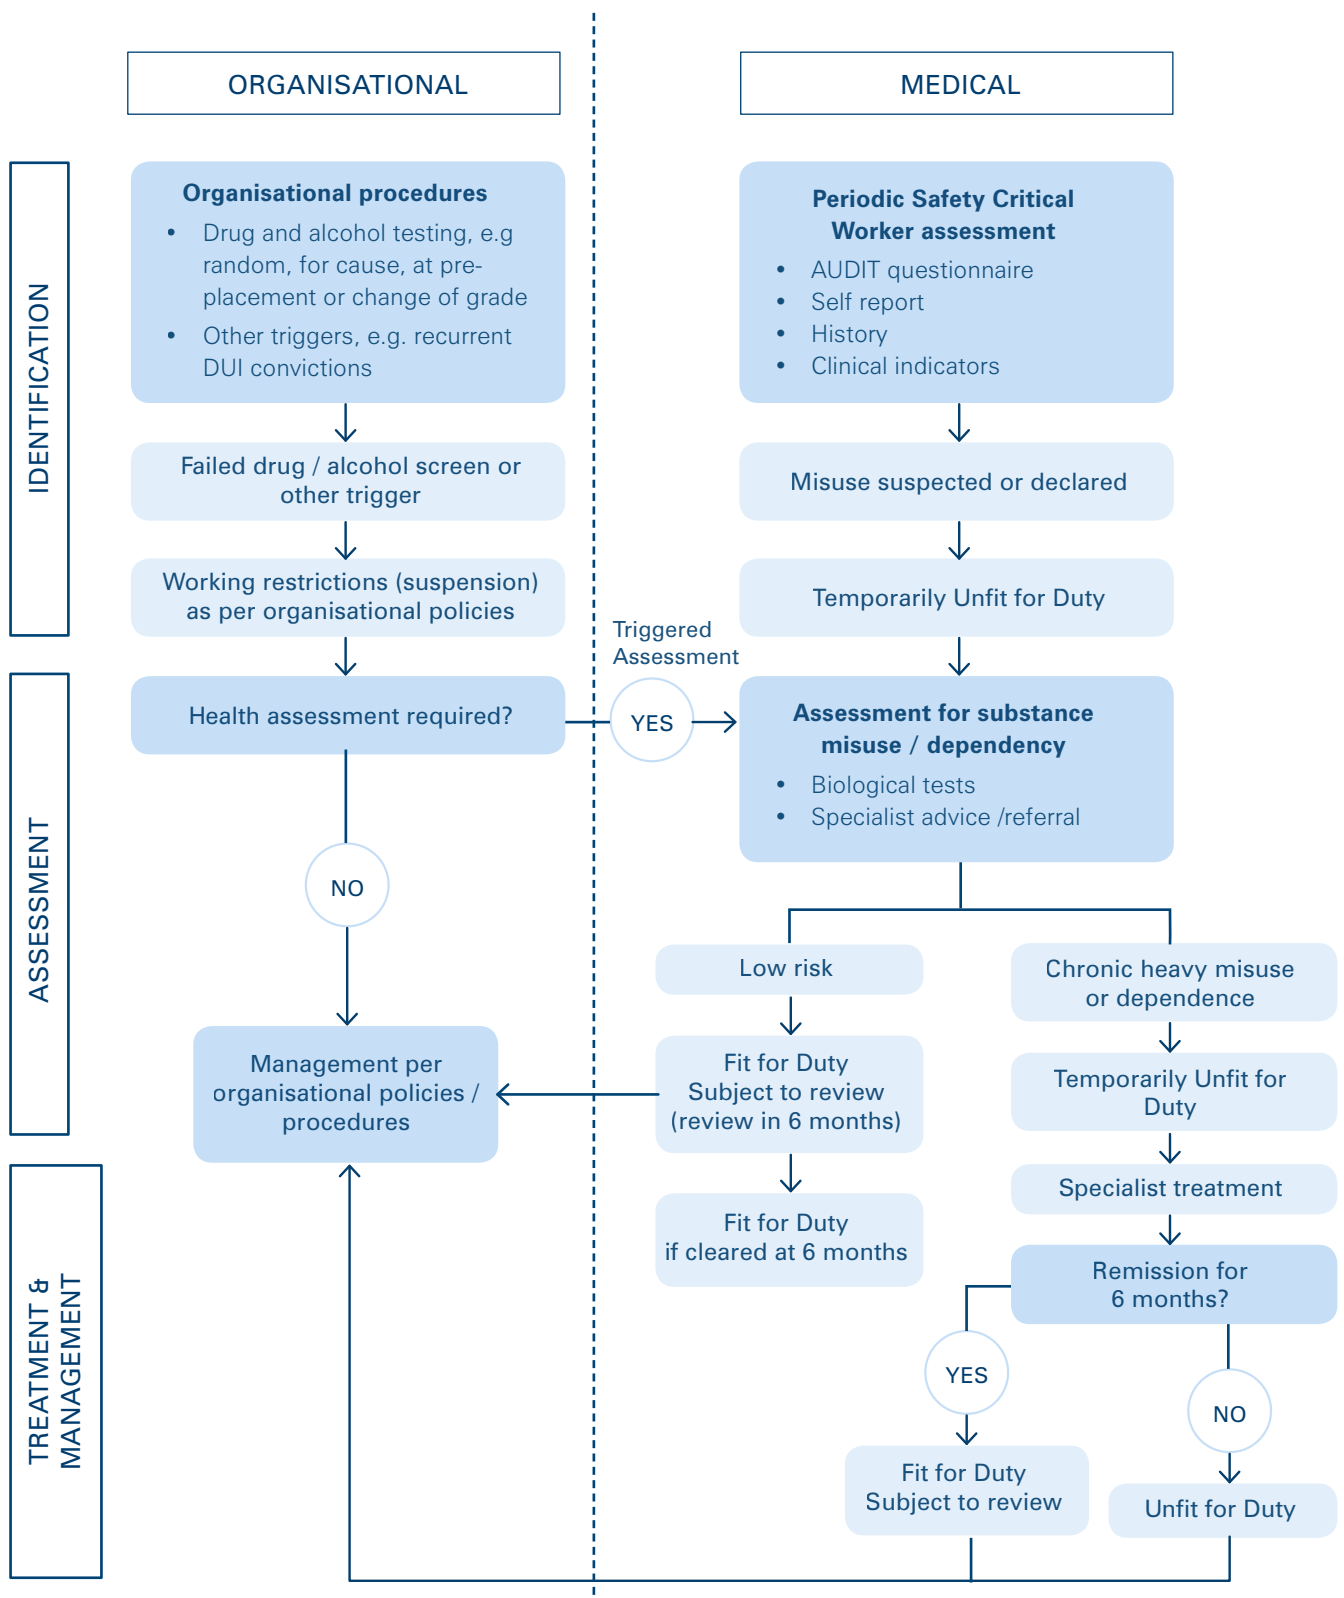 ORGANISATIONAL
MEDICAL
IDENTIFICATION
Organisational procedures
• Drug and alcohol testing, e.g
random, for cause, at pre-
placement or change of grade
• Other triggers, e.g. recurrent
DUI convictions
Periodic Safety Critical
Worker assessment
• AUDIT questionnaire
• Self report
• History
• Clinical indicators
Failed drug / alcohol screen or
other trigger
Misuse suspected or declared
Working restrictions (suspension)
as per organisational policies
Temporarily Unfit for Duty
Triggered
Assessment
ASSESSMENT
Health assessment required?
YES
Assessment for substance
misuse / dependency
• Biological tests
• Specialist advice /referral
NO
Low risk
Chronic heavy misuse
or dependence
Management per
organisational policies /
procedures
Fit for Duty
Subject to review
(review in 6 months)
Temporarily Unfit for
Duty
TREATMENT &
MANAGEMENT
Specialist treatment
Fit for Duty
if cleared at 6 months
Remission for
6 months?
YES
NO
Fit for Duty
Subject to review
Unfit for Duty